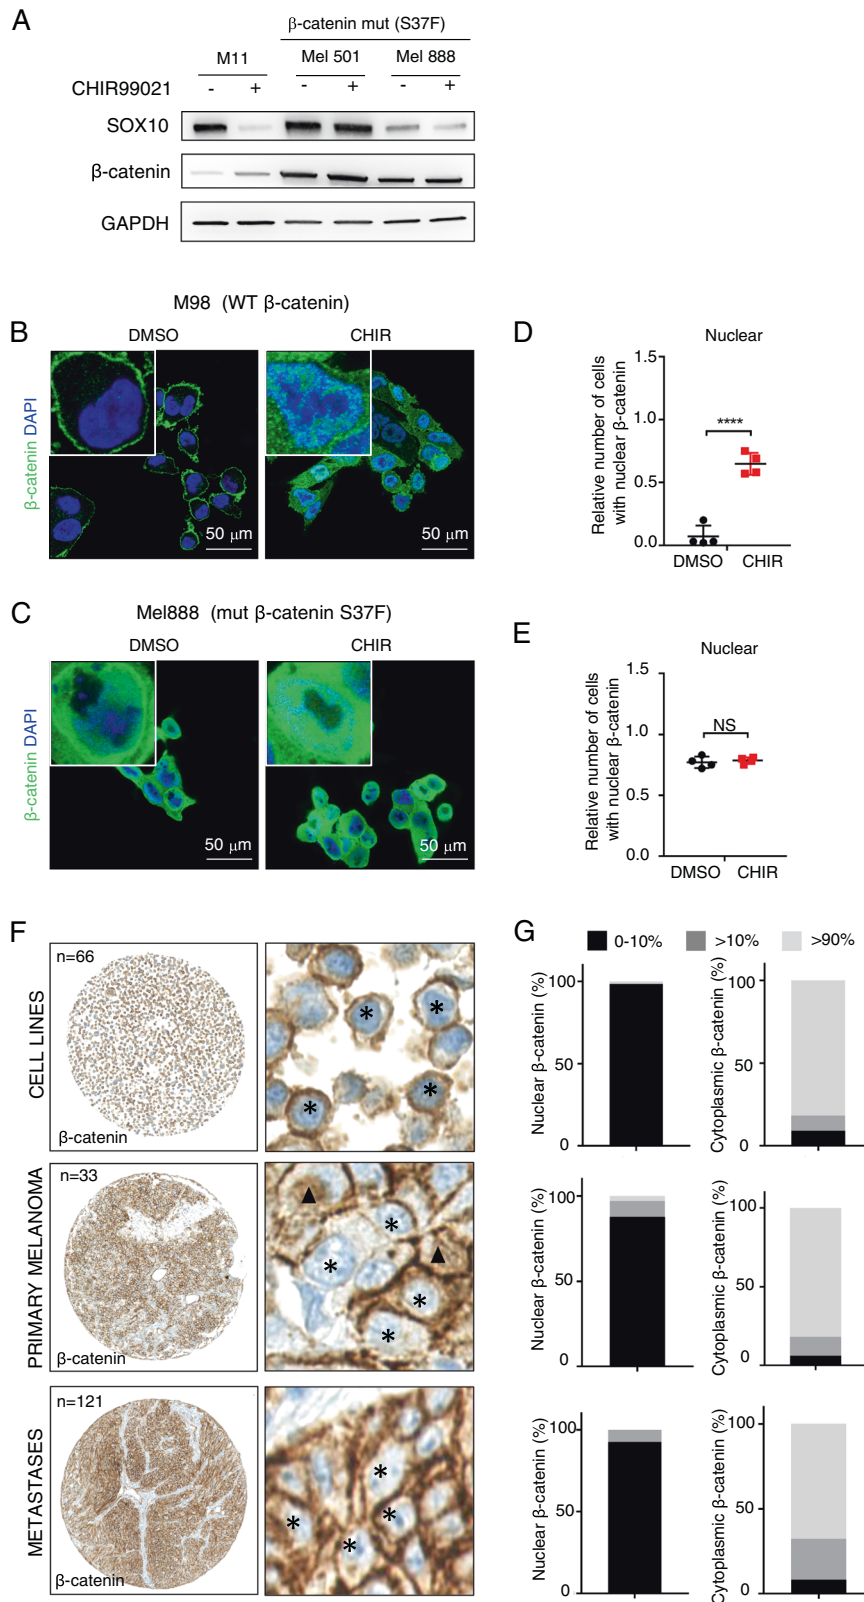 A
β-catenin mut (S37F)
M11 Mel 501 Mel 888
CHIR99021 - + - + - +
SOX10
β-catenin
GAPDH
M98 (WT β-catenin)
B
DMSO CHIR
β-catenin DAPI
50 μm 50 μm
D
Nuclear
Relative number of cells
with nuclear β-catenin
1.5
1.0
0.5
0.0
****
DMSO CHIR
C
Mel888 (mut β-catenin S37F)
DMSO CHIR
β-catenin DAPI
50 μm 50 μm
E
Nuclear
Relative number of cells
with nuclear β-catenin
1.5
1.0
0.5
0.0
NS
DMSO CHIR
F
CELL LINES
n=66
β-catenin
* * * *
PRIMARY MELANOMA
n=33
β-catenin
* * * *
METASTASES
n=121
β-catenin
* * * *
G
0-10% >10% >90%
Nuclear β-catenin (%)
100
50
0
Cytoplasmic β-catenin (%)
100
50
0
Nuclear β-catenin (%)
100
50
0
Cytoplasmic β-catenin (%)
100
50
0
Nuclear β-catenin (%)
100
50
0
Cytoplasmic β-catenin (%)
100
50
0